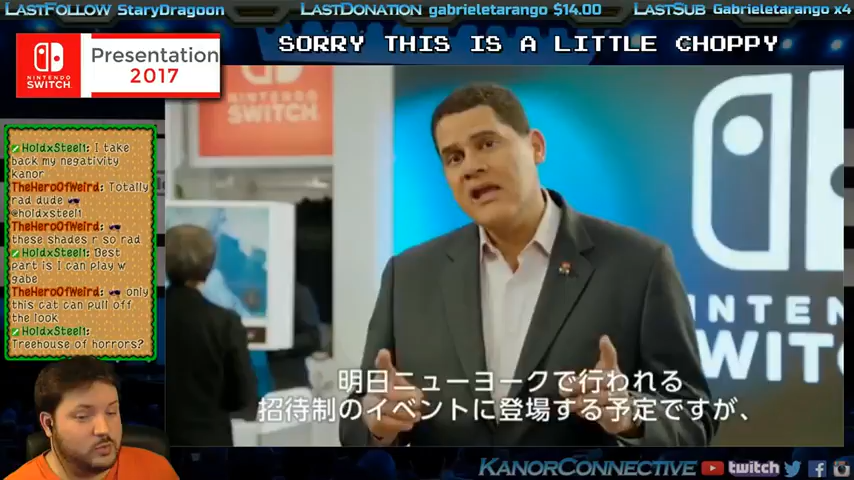 LASTFOLLOW STARYDRAGOON
LASTDONATION gabrieletarango $14.00
LASTSUB Gabrieletarango x4
SORRY THIS IS A LITTLE CHOPPY
NINTENDO
SWITCH
Presentation
2017
NINTENDO
SWITCH
HoldxSteel1: I take
back my negativity
kanor
TheHeroOfWeird: Totally
rad dude
@holdxsteel1
TheHeroOfWeird:
these shades r so rad
HoldxSteel1: Best
part is I can play w
gabe
TheHeroOfWeird: only
this cat can pull off
the look
HoldxSteel1:
Treehouse of horrors?
NINTEN
WIT
明日ニューヨークで行われる
招待制のイベントに登場する予定ですが、
KANORCONNECTIVE
twitch